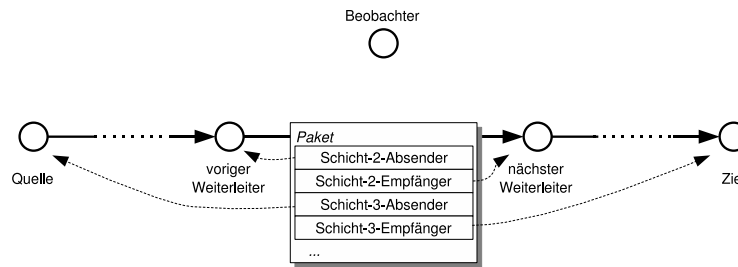 Beobachter
Paket
Schicht-2-Absender
Schicht-2-Empfänger
Schicht-3-Absender
Schicht-3-Empfänger
...
Quelle
voriger
Weiterleiter
nächster
Weiterleiter
Zie